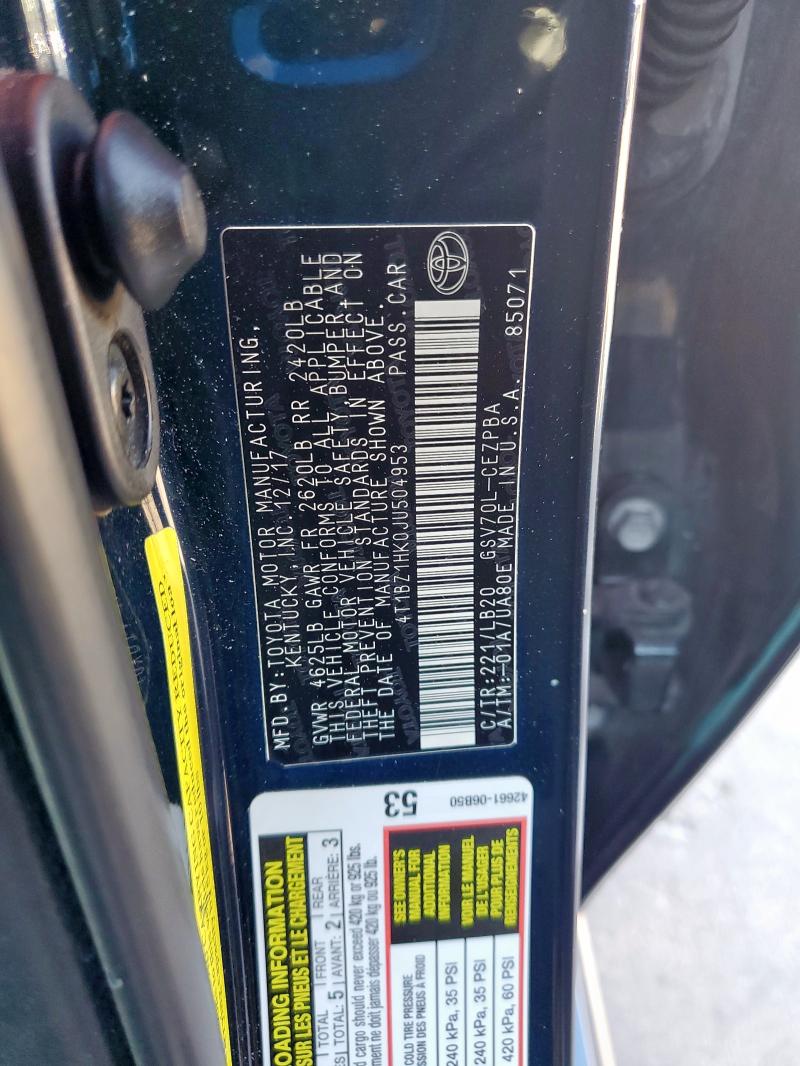 MFD.BY:TOYOTA MOTOR MANUFACTURING,
KENTUCKY, INC. 12/17
GVWR 4625LB GAWR FR 2620LB RR 2420LB
THIS VEHICLE CONFORMS TO ALL APPLICABLE
FEDERAL MOTOR VEHICLE SAFETY, BUMPER, AND
THEFT PREVENTION STANDARDS IN EFFECT ON
THE DATE OF MANUFACTURE SHOWN ABOVE.
4T1BZ1HK0JU504953 PASS.CAR
C/TR:221/LB20 GSV70L-CEZPBA
A/TM:-01A/UA80E MADE IN U.S.A. 85071
53
42661-06B50
LOADING INFORMATION
SUR LES PNEUS ET LE CHARGEMENT
TOTAL FRONT REAR
TOTAL: 5 AVANT: 2 ARRIÈRE: 3
cargo should never exceed 420 kg or 925 lbs.
ne doit jamais dépasser 420 kg ou 925 lb.
COLD TIRE PRESSURE
DES PNEUS À FROID
240 kPa, 35 PSI
240 kPa, 35 PSI
420 kPa, 60 PSI
SEE OWNER'S
MANUAL FOR
ADDITIONAL
INFORMATION
VOIR LE MANUEL
DE L'USAGER
POUR PLUS DE
RENSEIGNEMENTS